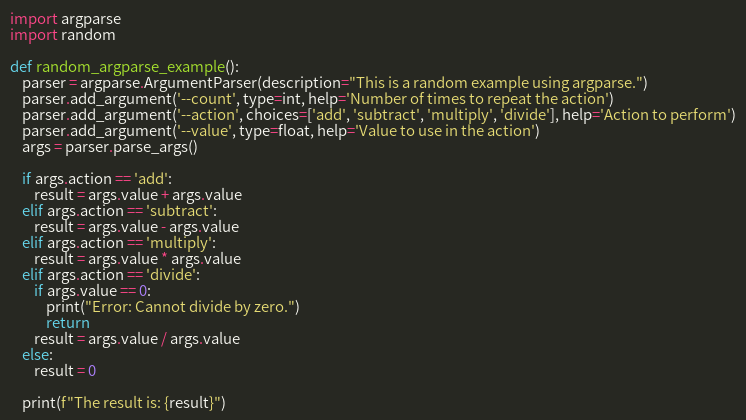 import argparse
import random

def random_argparse_example():
    parser = argparse.ArgumentParser(description="This is a random example using argparse.")
    parser.add_argument('--count', type=int, help='Number of times to repeat the action')
    parser.add_argument('--action', choices=['add', 'subtract', 'multiply', 'divide'], help='Action to perform')
    parser.add_argument('--value', type=float, help='Value to use in the action')
    args = parser.parse_args()

    if args.action == 'add':
        result = args.value + args.value
    elif args.action == 'subtract':
        result = args.value - args.value
    elif args.action == 'multiply':
        result = args.value * args.value
    elif args.action == 'divide':
        if args.value == 0:
            print("Error: Cannot divide by zero.")
            return
        result = args.value / args.value
    else:
        result = 0

    print(f"The result is: {result}")